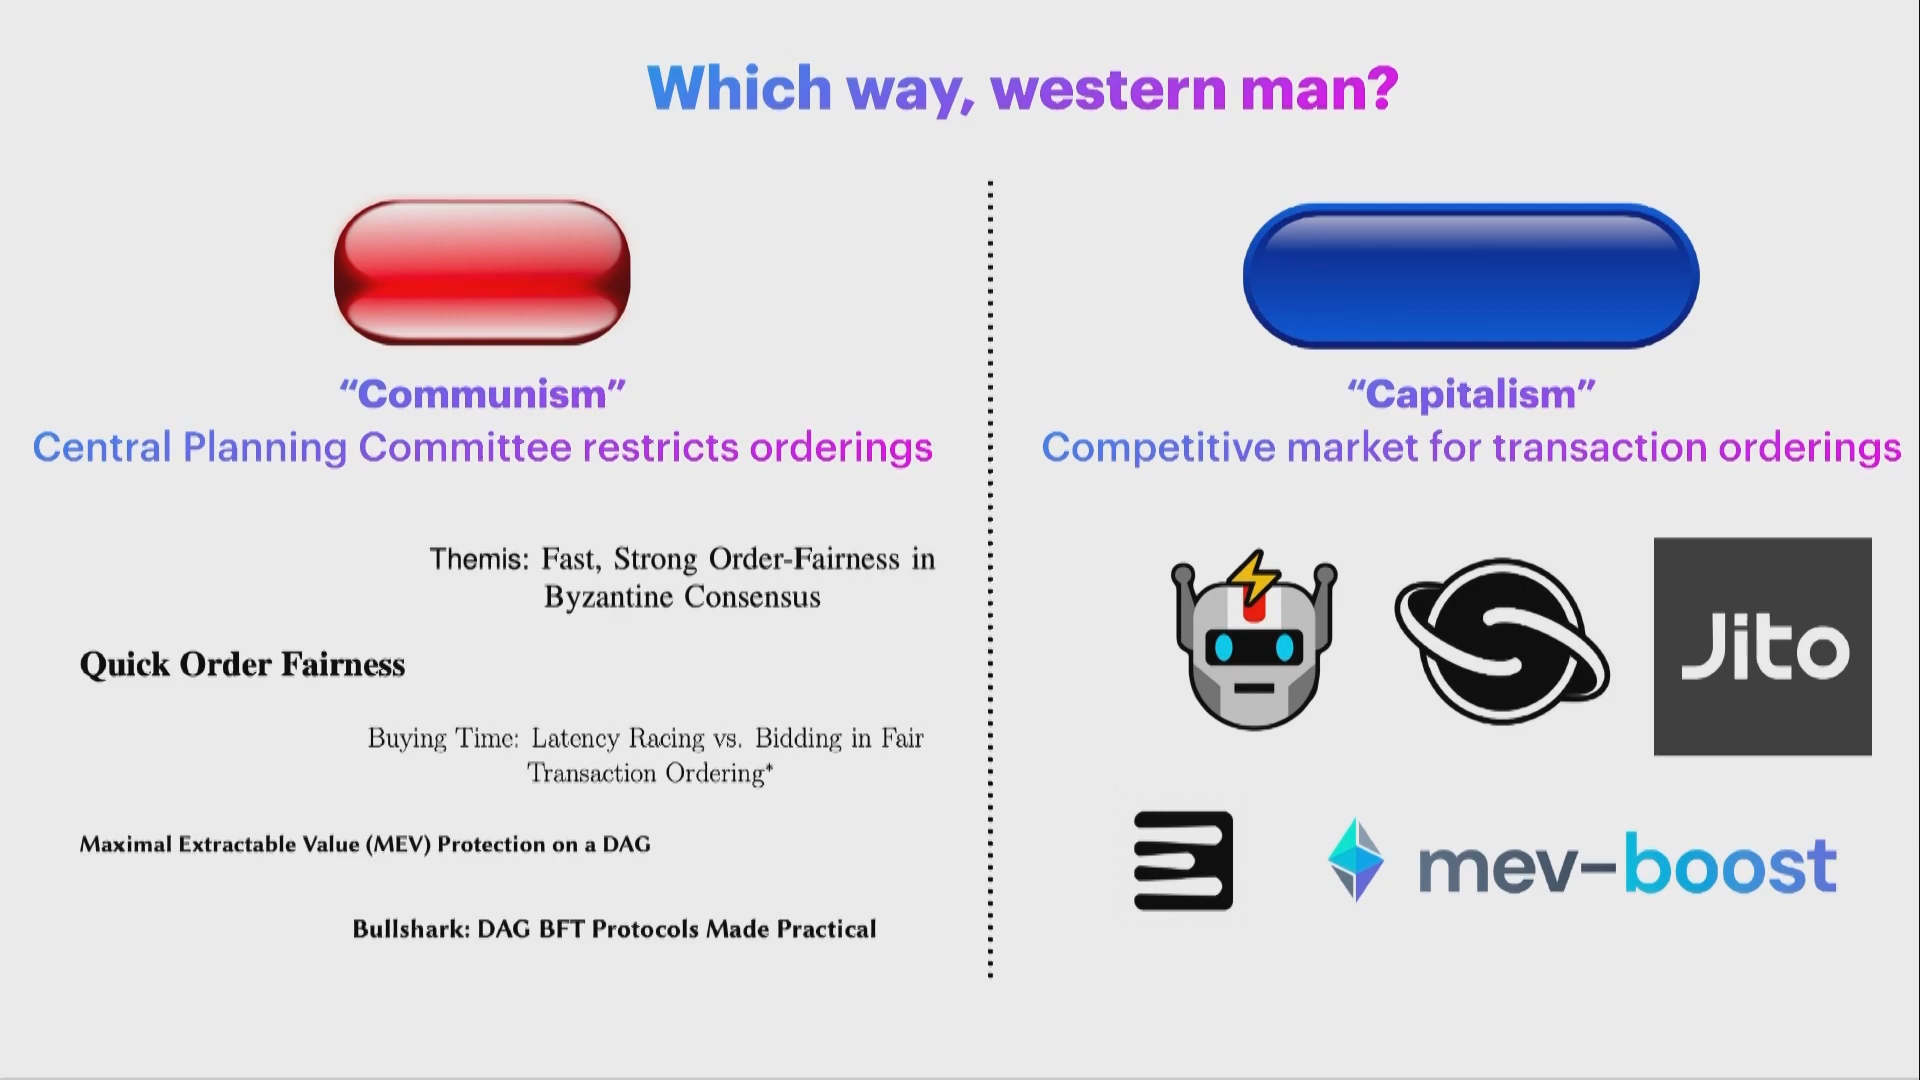 Which way, western man?
“Communism”
Central Planning Committee restricts orderings
Themis: Fast, Strong Order-Fairness in
Byzantine Consensus
Quick Order Fairness
Buying Time: Latency Racing vs. Bidding in Fair
Transaction Ordering*
Maximal Extractable Value (MEV) Protection on a DAG
Bullshark: DAG BFT Protocols Made Practical
“Capitalism”
Competitive market for transaction orderings
Jito
mev-boost